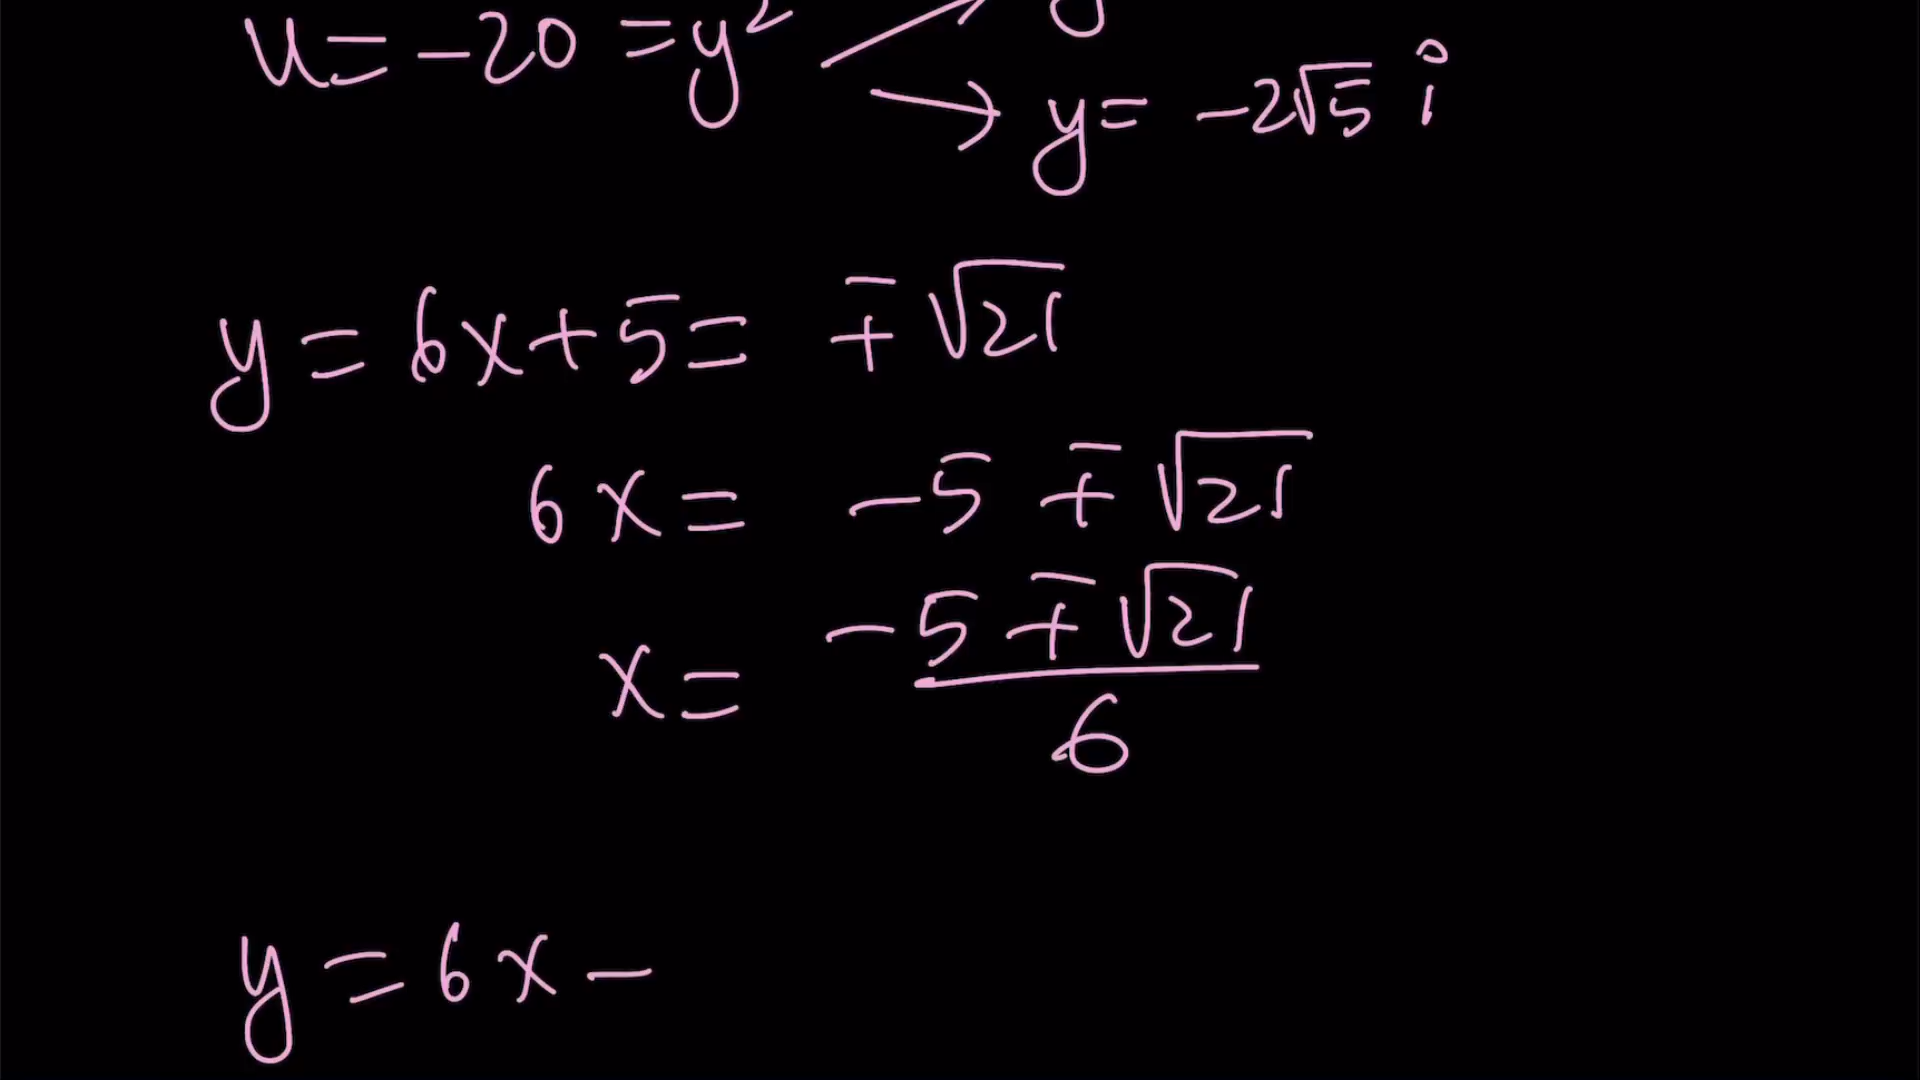 u = -20 = y²
y = -2√5 i
y = 6x + 5 = ∓ √21
6x = -5 ∓ √21
x = (-5 ∓ √21)/6
y = 6x -